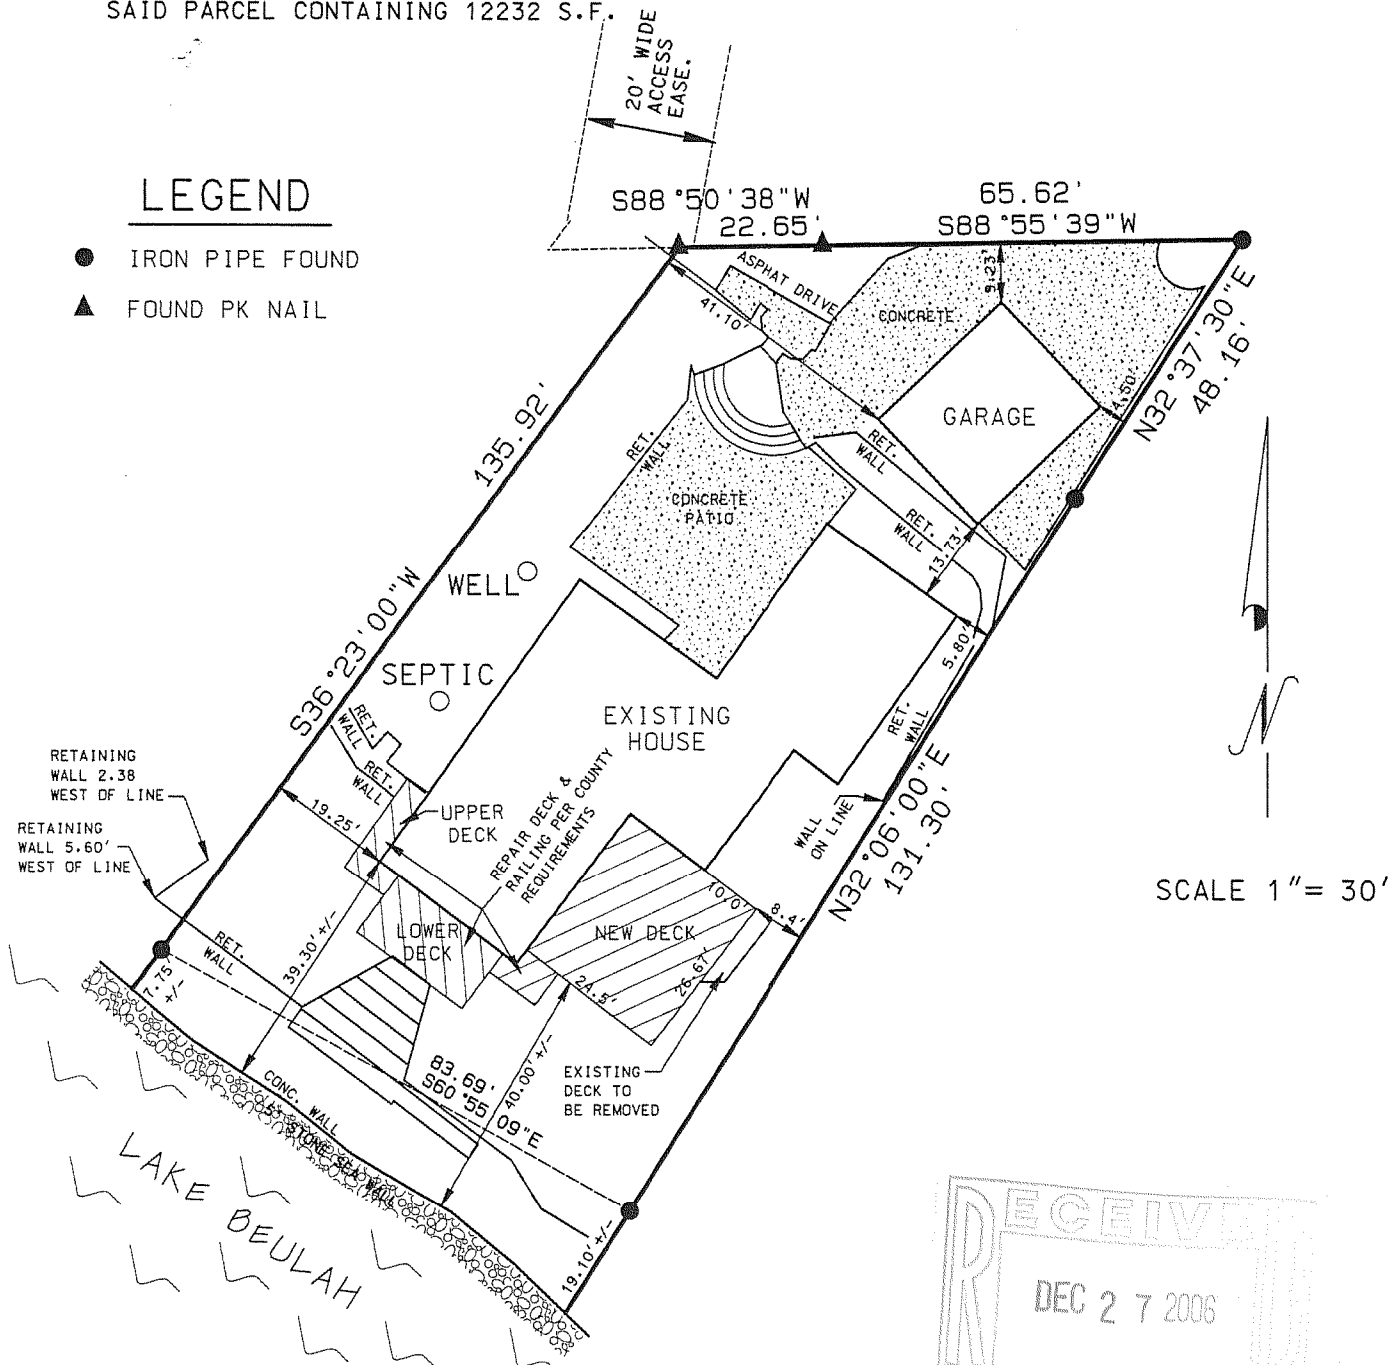 SAID PARCEL CONTAINING 12232 S.F.
20' WIDE
ACCESS
EASE.
LEGEND
IRON PIPE FOUND
FOUND PK NAIL
S88°50'38"W
22.65'
65.62'
S88°55'39"W
ASPHAT DRIVE
41.10'
9.23'
CONCRETE
N32°37'30"E
48.16'
4.50'
GARAGE
135.92'
S36°23'00"W
RET.
WALL
RET.
WALL
CONCRETE
PATIO
RET.
WALL
13.73'
WELL
SEPTIC
5.80'
EXISTING
HOUSE
RET.
WALL
RET.
WALL
RET.
WALL
RETAINING
WALL 2.38
WEST OF LINE
RETAINING
WALL 5.60'
WEST OF LINE
19.25'
UPPER
DECK
REPAIR DECK &
RAILING PER COUNTY
REQUIREMENTS
WALL
ON LINE
N32°06'00"E
131.30'
SCALE 1"= 30'
10.0'
8.4'
LOWER
DECK
NEW DECK
26.67'
24.5'
RET.
WALL
7.75'
+/-
39.30'+/-
40.00'+/-
83.69'
S60°55 09"E
EXISTING
DECK TO
BE REMOVED
CONC. WALL
STONE SEA WALL
19.10'+/-
LAKE BEULAH
N
RECEIVED
DEC 27 2006